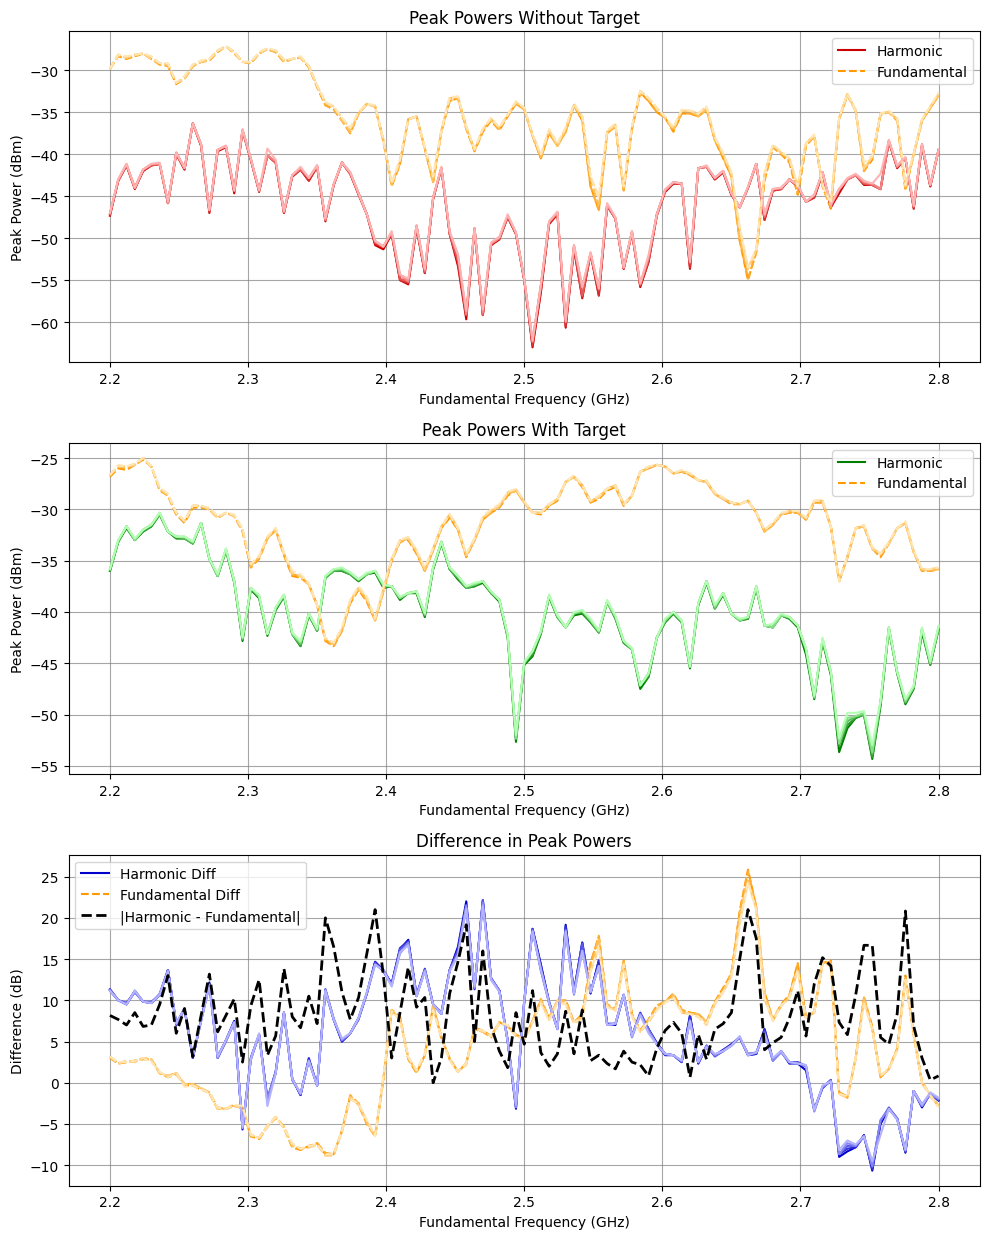 Peak Powers Without Target
Harmonic
Fundamental
Peak Power (dBm)
−30
−35
−40
−45
−50
−55
−60
2.2 2.3 2.4 2.5 2.6 2.7 2.8
Fundamental Frequency (GHz)
Peak Powers With Target
Harmonic
Fundamental
Peak Power (dBm)
−25
−30
−35
−40
−45
−50
−55
2.2 2.3 2.4 2.5 2.6 2.7 2.8
Fundamental Frequency (GHz)
Difference in Peak Powers
Harmonic Diff
Fundamental Diff
|Harmonic - Fundamental|
Difference (dB)
25
20
15
10
5
0
−5
−10
2.2 2.3 2.4 2.5 2.6 2.7 2.8
Fundamental Frequency (GHz)